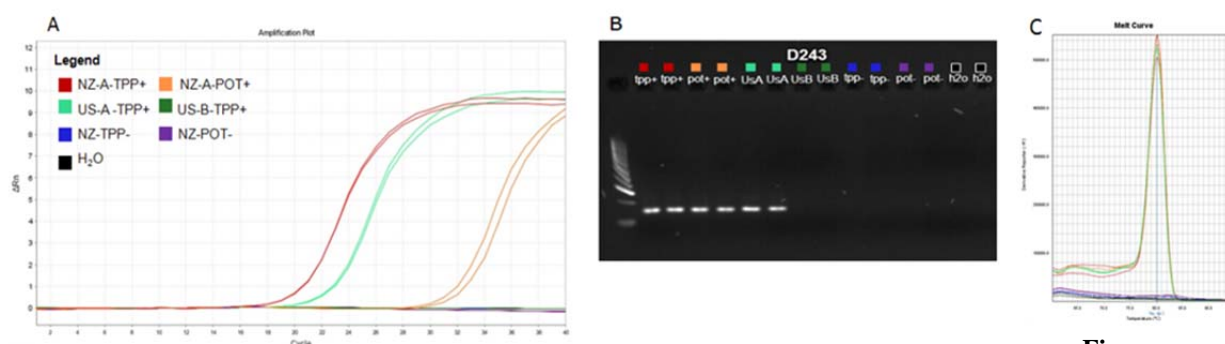 A
Amplification Plot
12
11
10
9
8
7
6
5
4
3
2
1
0
ΔRn
Legend
NZ-A-TPP+ NZ-A-POT+
US-A -TPP+ US-B-TPP+
NZ-TPP- NZ-POT-
H2O
2 4 6 8 10 12 14 16 18 20 22 24 26 28 30 32 34 36 38 40
Cycle
B
D243
tpp+ tpp+ pot+ pot+ UsA UsA UsB UsB tpp- tpp- pot- pot- h2o h2o
C
Melt Curve
Temperature (°C)
Fi